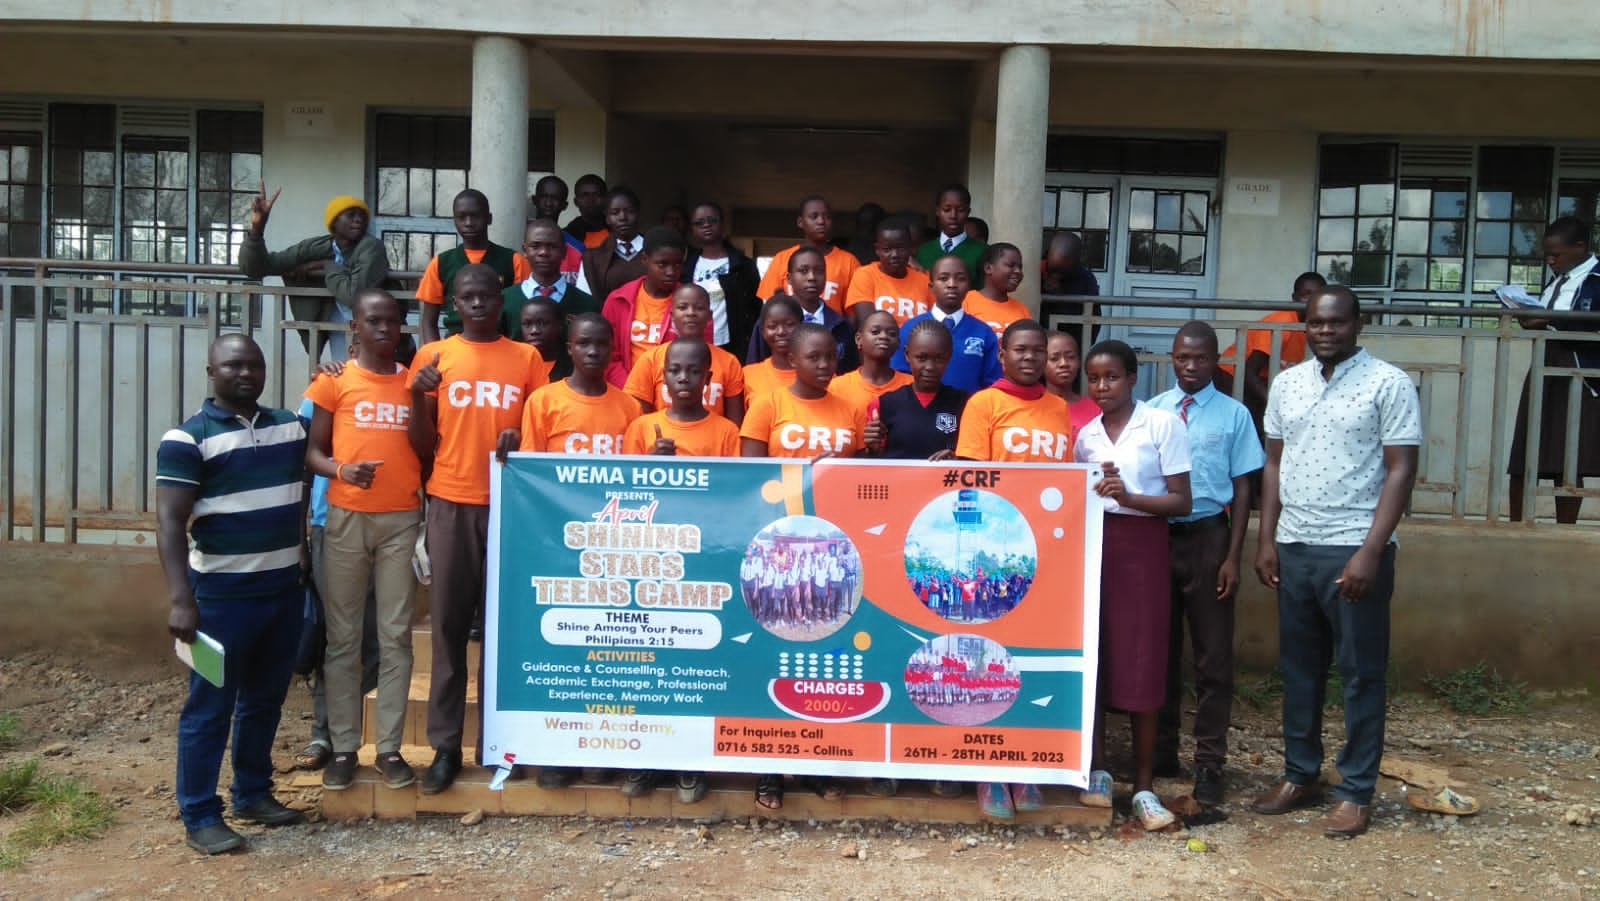 GRADE
GRADE
1
CRF
CRF
CRF
CRF
CRF
CRF
CRF
WEMA HOUSE
PRESENTS
April
SHINING
STARS
TEENS CAMP
THEME
Shine Among Your Peers
Philipians 2:15
ACTIVITIES
Guidance & Counselling, Outreach,
Academic Exchange, Professional
Experience, Memory Work
VENUE
Wema Academy,
BONDO
#CRF
CHARGES
2000/-
For Inquiries Call
0716 582 525 - Collins
DATES
26TH - 28TH APRIL 2023